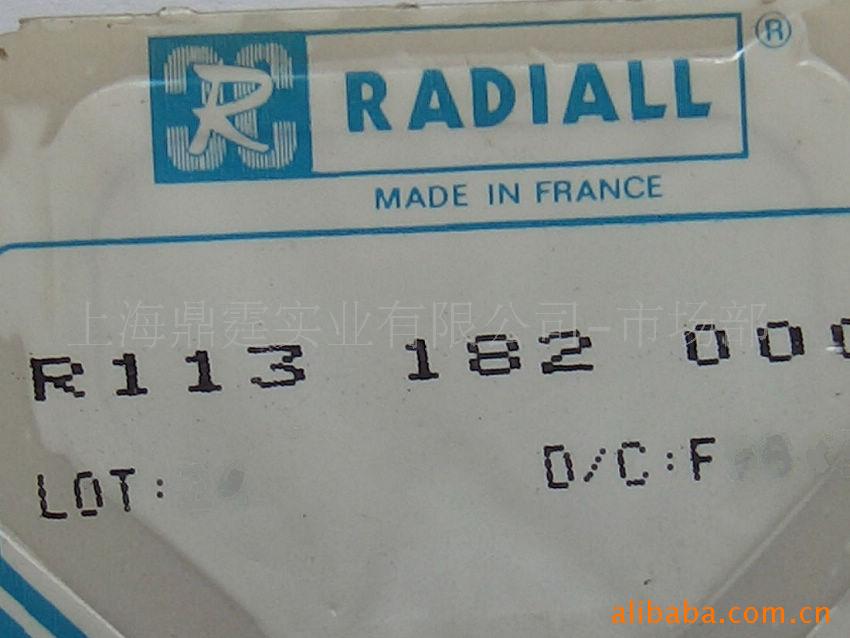 R RADIALL ®
MADE IN FRANCE
上海鼎霆实业有限公司-市场部
R113 182 000
LOT:
D/C:F
alibaba.com.cn